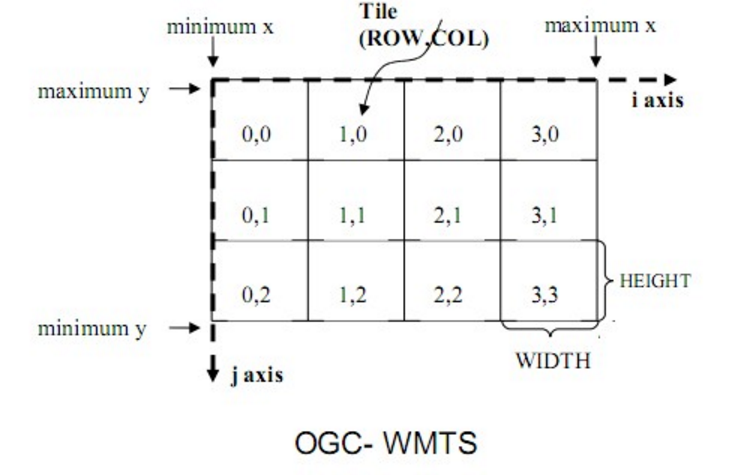 minimum x
Tile
(ROW,COL)
maximum x
maximum y
i axis
0,0 1,0 2,0 3,0
0,1 1,1 2,1 3,1
0,2 1,2 2,2 3,3
HEIGHT
minimum y
WIDTH
j axis
OGC- WMTS